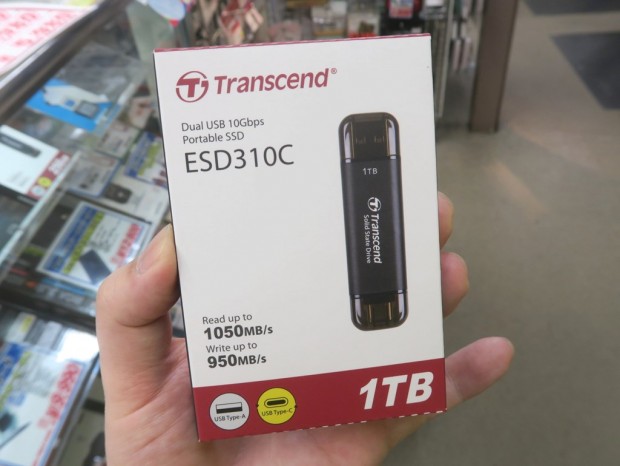 Transcend®
Dual USB 10Gbps
Portable SSD
ESD310C
1TB
Transcend
Solid State Drive
Read up to
1050MB/s
Write up to
950MB/s
USB Type-A
USB Type-C
1TB